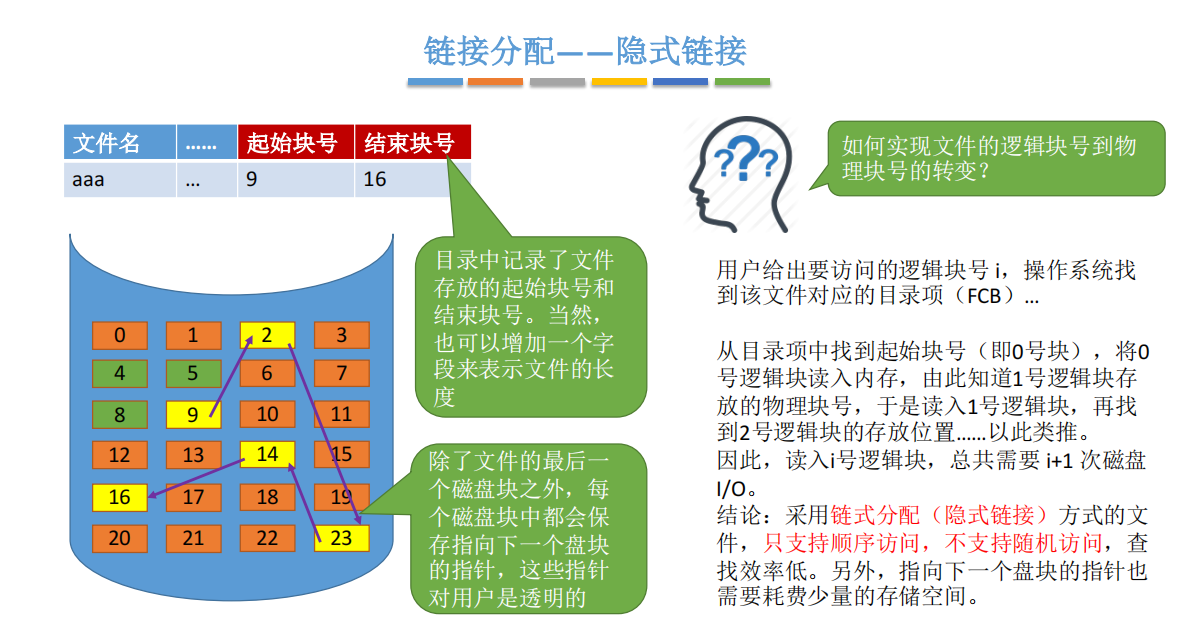 链接分配——隐式链接
文件名 …… 起始块号 结束块号
aaa … 9 16
目录中记录了文件
存放的起始块号和
结束块号。当然，
也可以增加一个字
段来表示文件的长
度
0 1 2 3
4 5 6 7
8 9 10 11
12 13 14 15
16 17 18 19
20 21 22 23
除了文件的最后一
个磁盘块之外，每
个磁盘块中都会保
存指向下一个盘块
的指针，这些指针
对用户是透明的
???
如何实现文件的逻辑块号到物
理块号的转变？
用户给出要访问的逻辑块号 i，操作系统找
到该文件对应的目录项（FCB）…
从目录项中找到起始块号（即0号块），将0
号逻辑块读入内存，由此知道1号逻辑块存
放的物理块号，于是读入1号逻辑块，再找
到2号逻辑块的存放位置……以此类推。
因此，读入i号逻辑块，总共需要 i+1 次磁盘
I/O。
结论：采用链式分配（隐式链接）方式的文
件，只支持顺序访问，不支持随机访问，查
找效率低。另外，指向下一个盘块的指针也
需要耗费少量的存储空间。